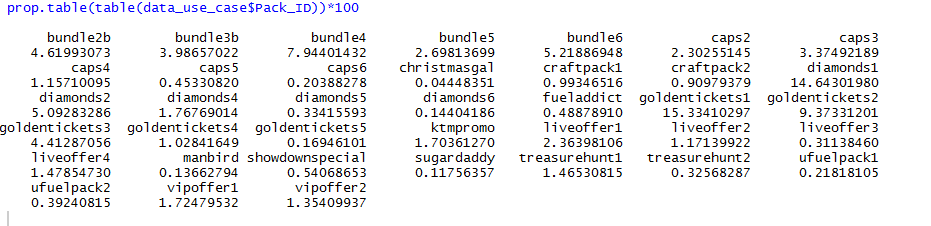 prop.table(table(data_use_case$Pack_ID))*100
bundle2b bundle3b bundle4 bundle5 bundle6 caps2 caps3
4.61993073 3.98657022 7.94401432 2.69813699 5.21886948 2.30255145 3.37492189
caps4 caps5 caps6 christmasgal craftpack1 craftpack2 diamonds1
1.15710095 0.45330820 0.20388278 0.04448351 0.99346516 0.90979379 14.64301980
diamonds2 diamonds4 diamonds5 diamonds6 fueladdict goldentickets1 goldentickets2
5.09283286 1.76769014 0.33415593 0.14404186 0.48878910 15.33410297 9.37331201
goldentickets3 goldentickets4 goldentickets5 ktmpromo liveoffer1 liveoffer2 liveoffer3
4.41287056 1.02841649 0.16946101 1.70361270 2.36398106 1.17139922 0.31138460
liveoffer4 manbird showdownspecial sugardaddy treasurehunt1 treasurehunt2 ufuelpack1
1.47854730 0.13662794 0.54068653 0.11756357 1.46530815 0.32568287 0.21818105
ufuelpack2 vipoffer1 vipoffer2
0.39240815 1.72479532 1.35409937